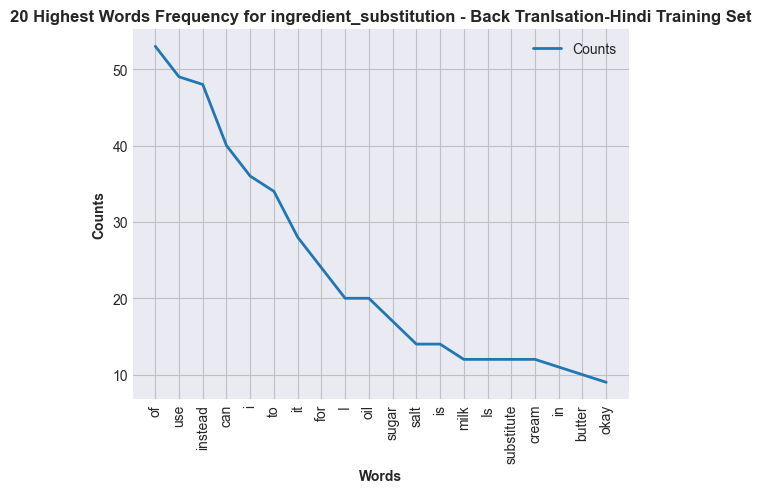 20 Highest Words Frequency for ingredient_substitution - Back Tranlsation-Hindi Training Set
Counts
50
40
30
20
10
Counts
of
use
instead
can
i
to
it
for
I
oil
sugar
salt
is
milk
Is
substitute
cream
in
butter
okay
Words